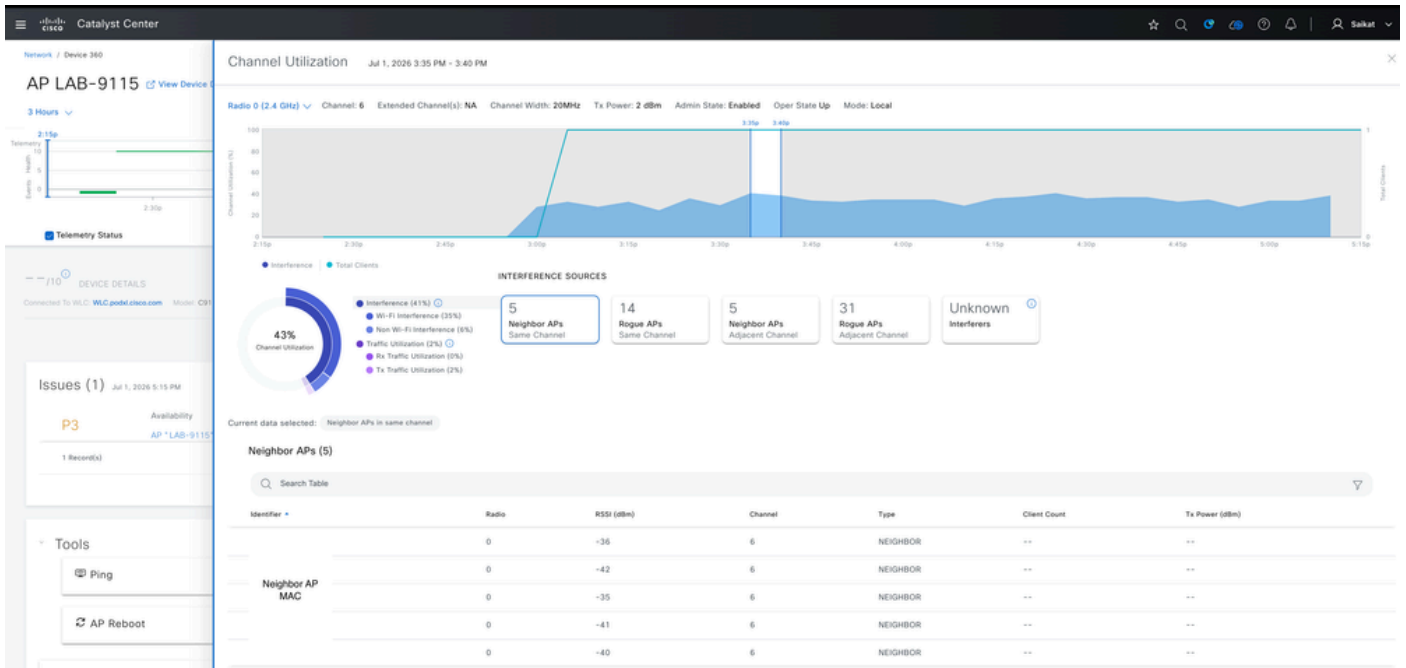 cisco Catalyst Center
Saikat
Network / Device 360
AP LAB-9115 View Device
3 Hours
2:15p
Telemetry
10
Health
5
Events
0
2:30p
Telemetry Status
--/10 DEVICE DETAILS
Connected To WLC: WLC.podel.cisco.com Model: C91
Issues (1) Jul 1, 2026 5:15 PM
P3
Availability
AP "LAB-9115"
1 Record(s)
Tools
Ping
AP Reboot
Channel Utilization Jul 1, 2026 3:35 PM - 3:40 PM
Radio 0 (2.4 GHz) Channel: 6 Extended Channel(s): NA Channel Width: 20MHz Tx Power: 2 dBm Admin State: Enabled Oper State Up Mode: Local
3:35p 3:40p
Channel Utilization (%)
100
80
60
40
20
0
1
0
Total Clients
2:15p 2:30p 2:45p 3:00p 3:15p 3:30p 3:45p 4:00p 4:15p 4:30p 4:45p 5:00p 5:15p
Interference Total Clients
43%
Channel Utilization
Interference (41%)
Wi-Fi Interference (35%)
Non Wi-Fi Interference (6%)
Traffic Utilization (2%)
Rx Traffic Utilization (0%)
Tx Traffic Utilization (2%)
INTERFERENCE SOURCES
5
Neighbor APs
Same Channel
14
Rogue APs
Same Channel
5
Neighbor APs
Adjacent Channel
31
Rogue APs
Adjacent Channel
Unknown
Interferers
Current data selected: Neighbor APs in same channel
Neighbor APs (5)
Search Table
Identifier Radio RSSI (dBm) Channel Type Client Count Tx Power (dBm)
0 -36 6 NEIGHBOR -- --
0 -42 6 NEIGHBOR -- --
Neighbor AP
MAC
0 -35 6 NEIGHBOR -- --
0 -41 6 NEIGHBOR -- --
0 -40 6 NEIGHBOR -- --